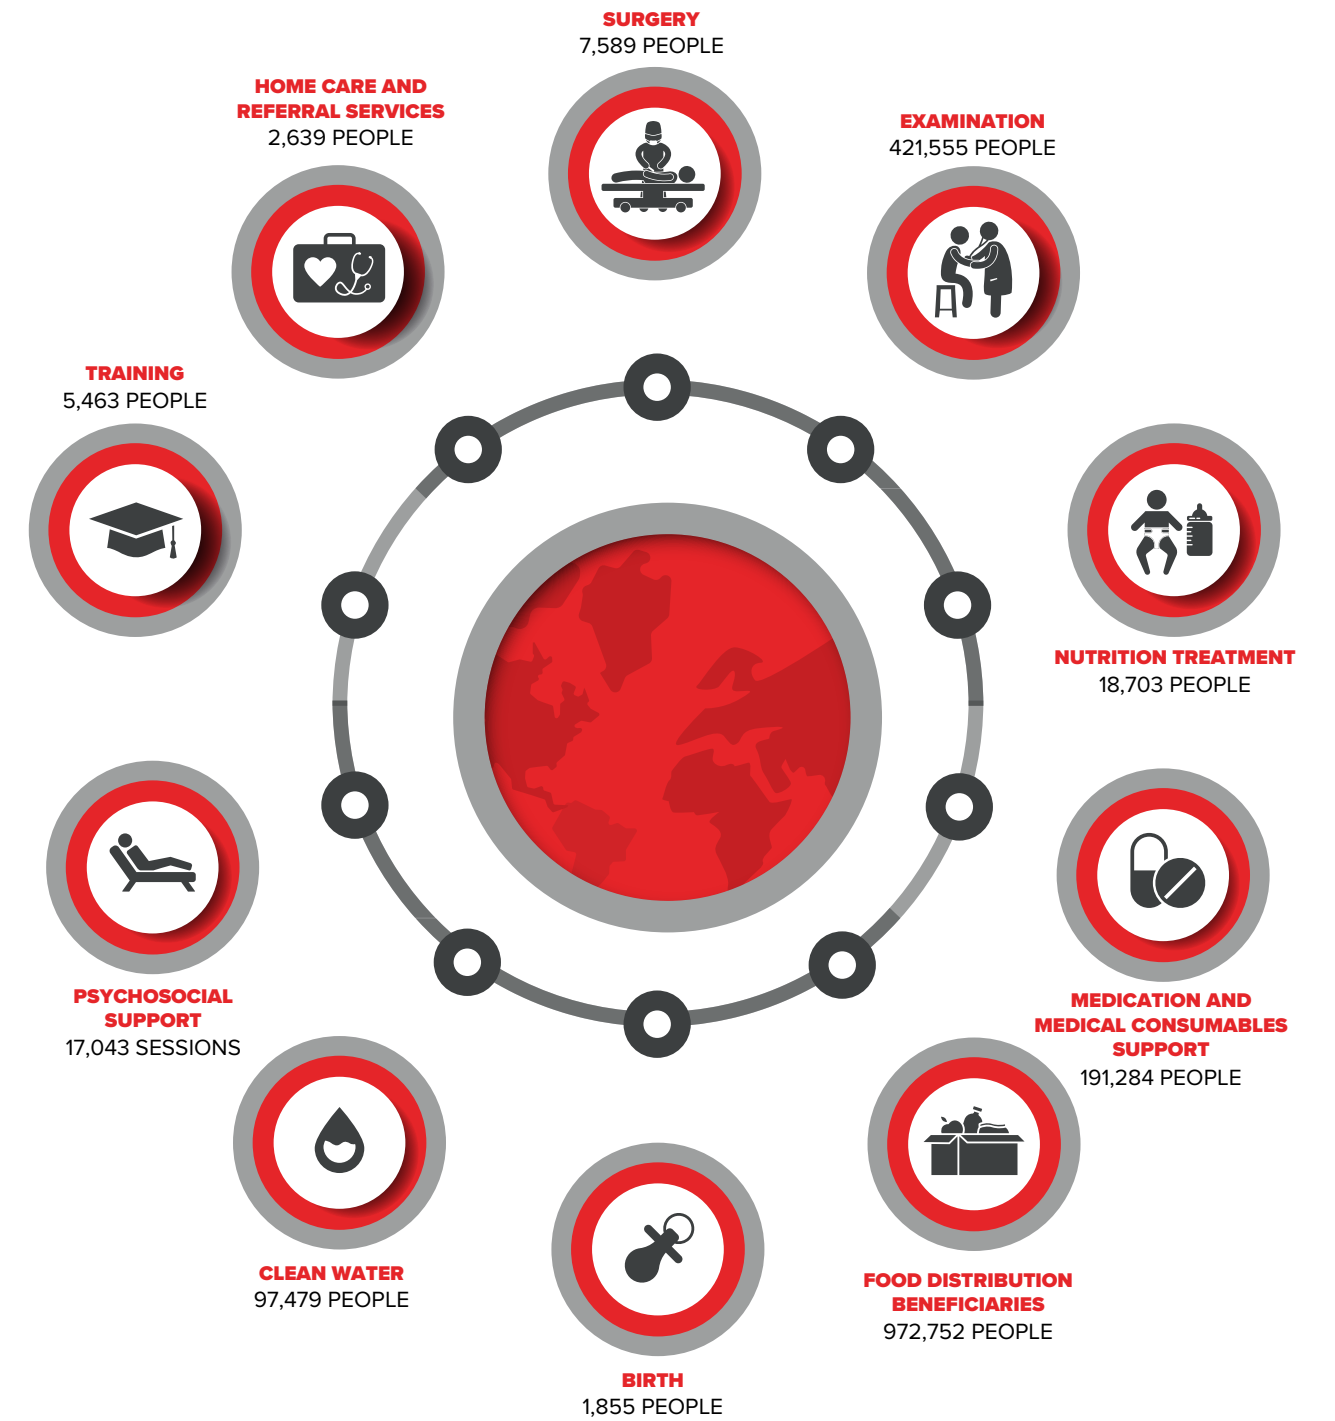 SURGERY
7,589 PEOPLE
HOME CARE AND
REFERRAL SERVICES
2,639 PEOPLE
EXAMINATION
421,555 PEOPLE
TRAINING
5,463 PEOPLE
NUTRITION TREATMENT
18,703 PEOPLE
PSYCHOSOCIAL
SUPPORT
17,043 SESSIONS
MEDICATION AND
MEDICAL CONSUMABLES
SUPPORT
191,284 PEOPLE
CLEAN WATER
97,479 PEOPLE
FOOD DISTRIBUTION
BENEFICIARIES
972,752 PEOPLE
BIRTH
1,855 PEOPLE